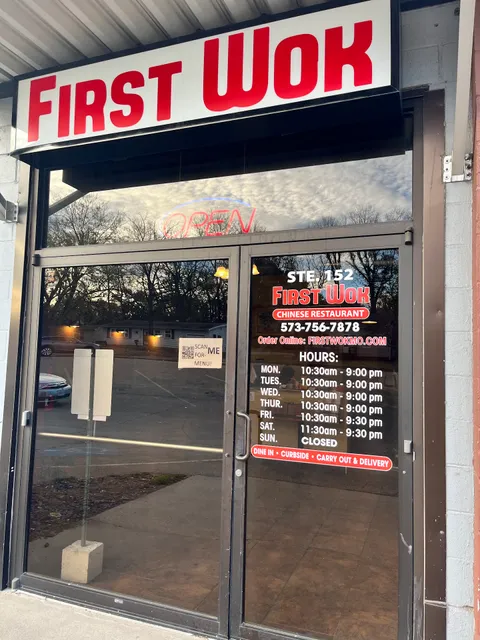 FIRST WOK
OPEN
SCAN ME
FOR
MENU!
STE. 152
FIRST WOK
CHINESE RESTAURANT
573-756-7878
Order Online: FIRSTWOKMO.COM
HOURS:
MON. 10:30am - 9:00 pm
TUES. 10:30am - 9:00 pm
WED. 10:30am - 9:00 pm
THUR. 10:30am - 9:00 pm
FRI. 10:30am - 9:30 pm
SAT. 11:30am - 9:30 pm
SUN. CLOSED
DINE IN • CURBSIDE • CARRY OUT & DELIVERY